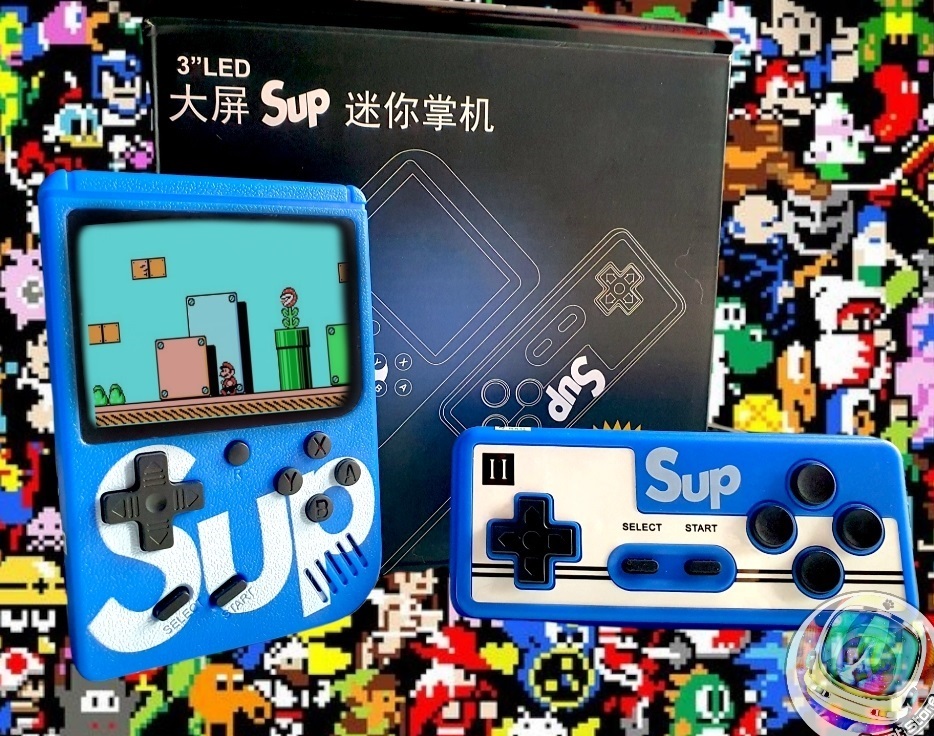 3”LED
大屏 Sup 迷你掌机
Sup
X
Y
A
B
Sup
SELECT
START
II
Sup
SELECT
START